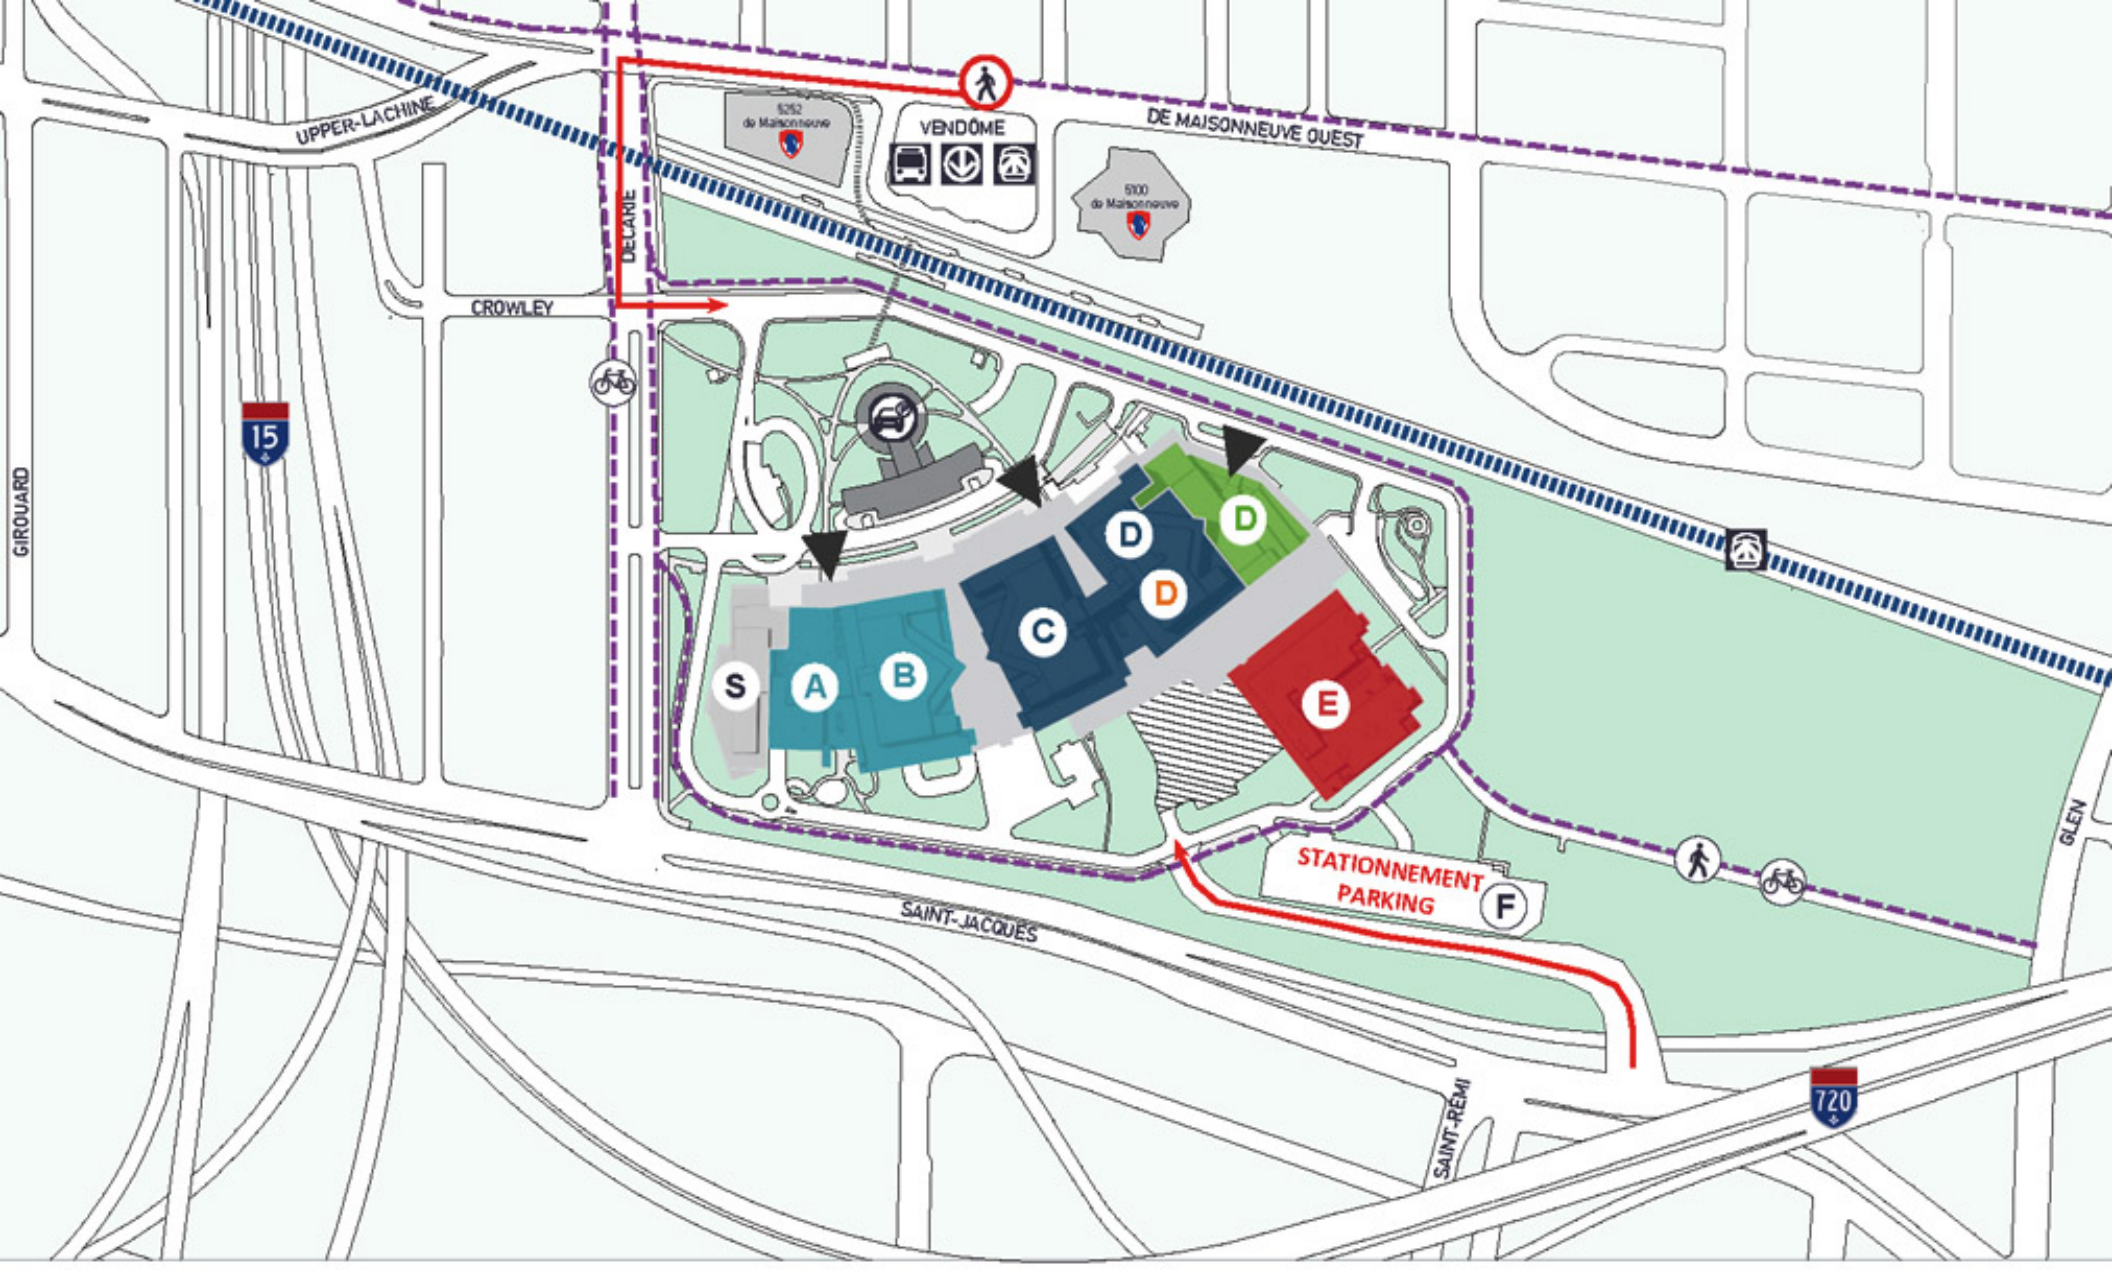 UPPER-LACHINE
5252
de Maisonneuve
VENDÔME
DE MAISONNEUVE OUEST
5100
de Maisonneuve
DÉCARIE
CROWLEY
15
GIROUARD
D
D
D
C
S
A
B
E
GLEN
STATIONNEMENT
PARKING
F
SAINT-JACQUES
SAINT-RÉMI
720